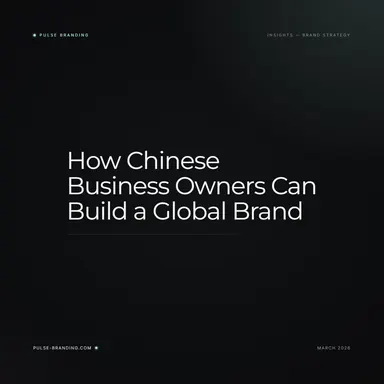 PULSE BRANDING
INSIGHTS — BRAND STRATEGY
How Chinese
Business Owners Can
Build a Global Brand
PULSE-BRANDING.COM
MARCH 2026